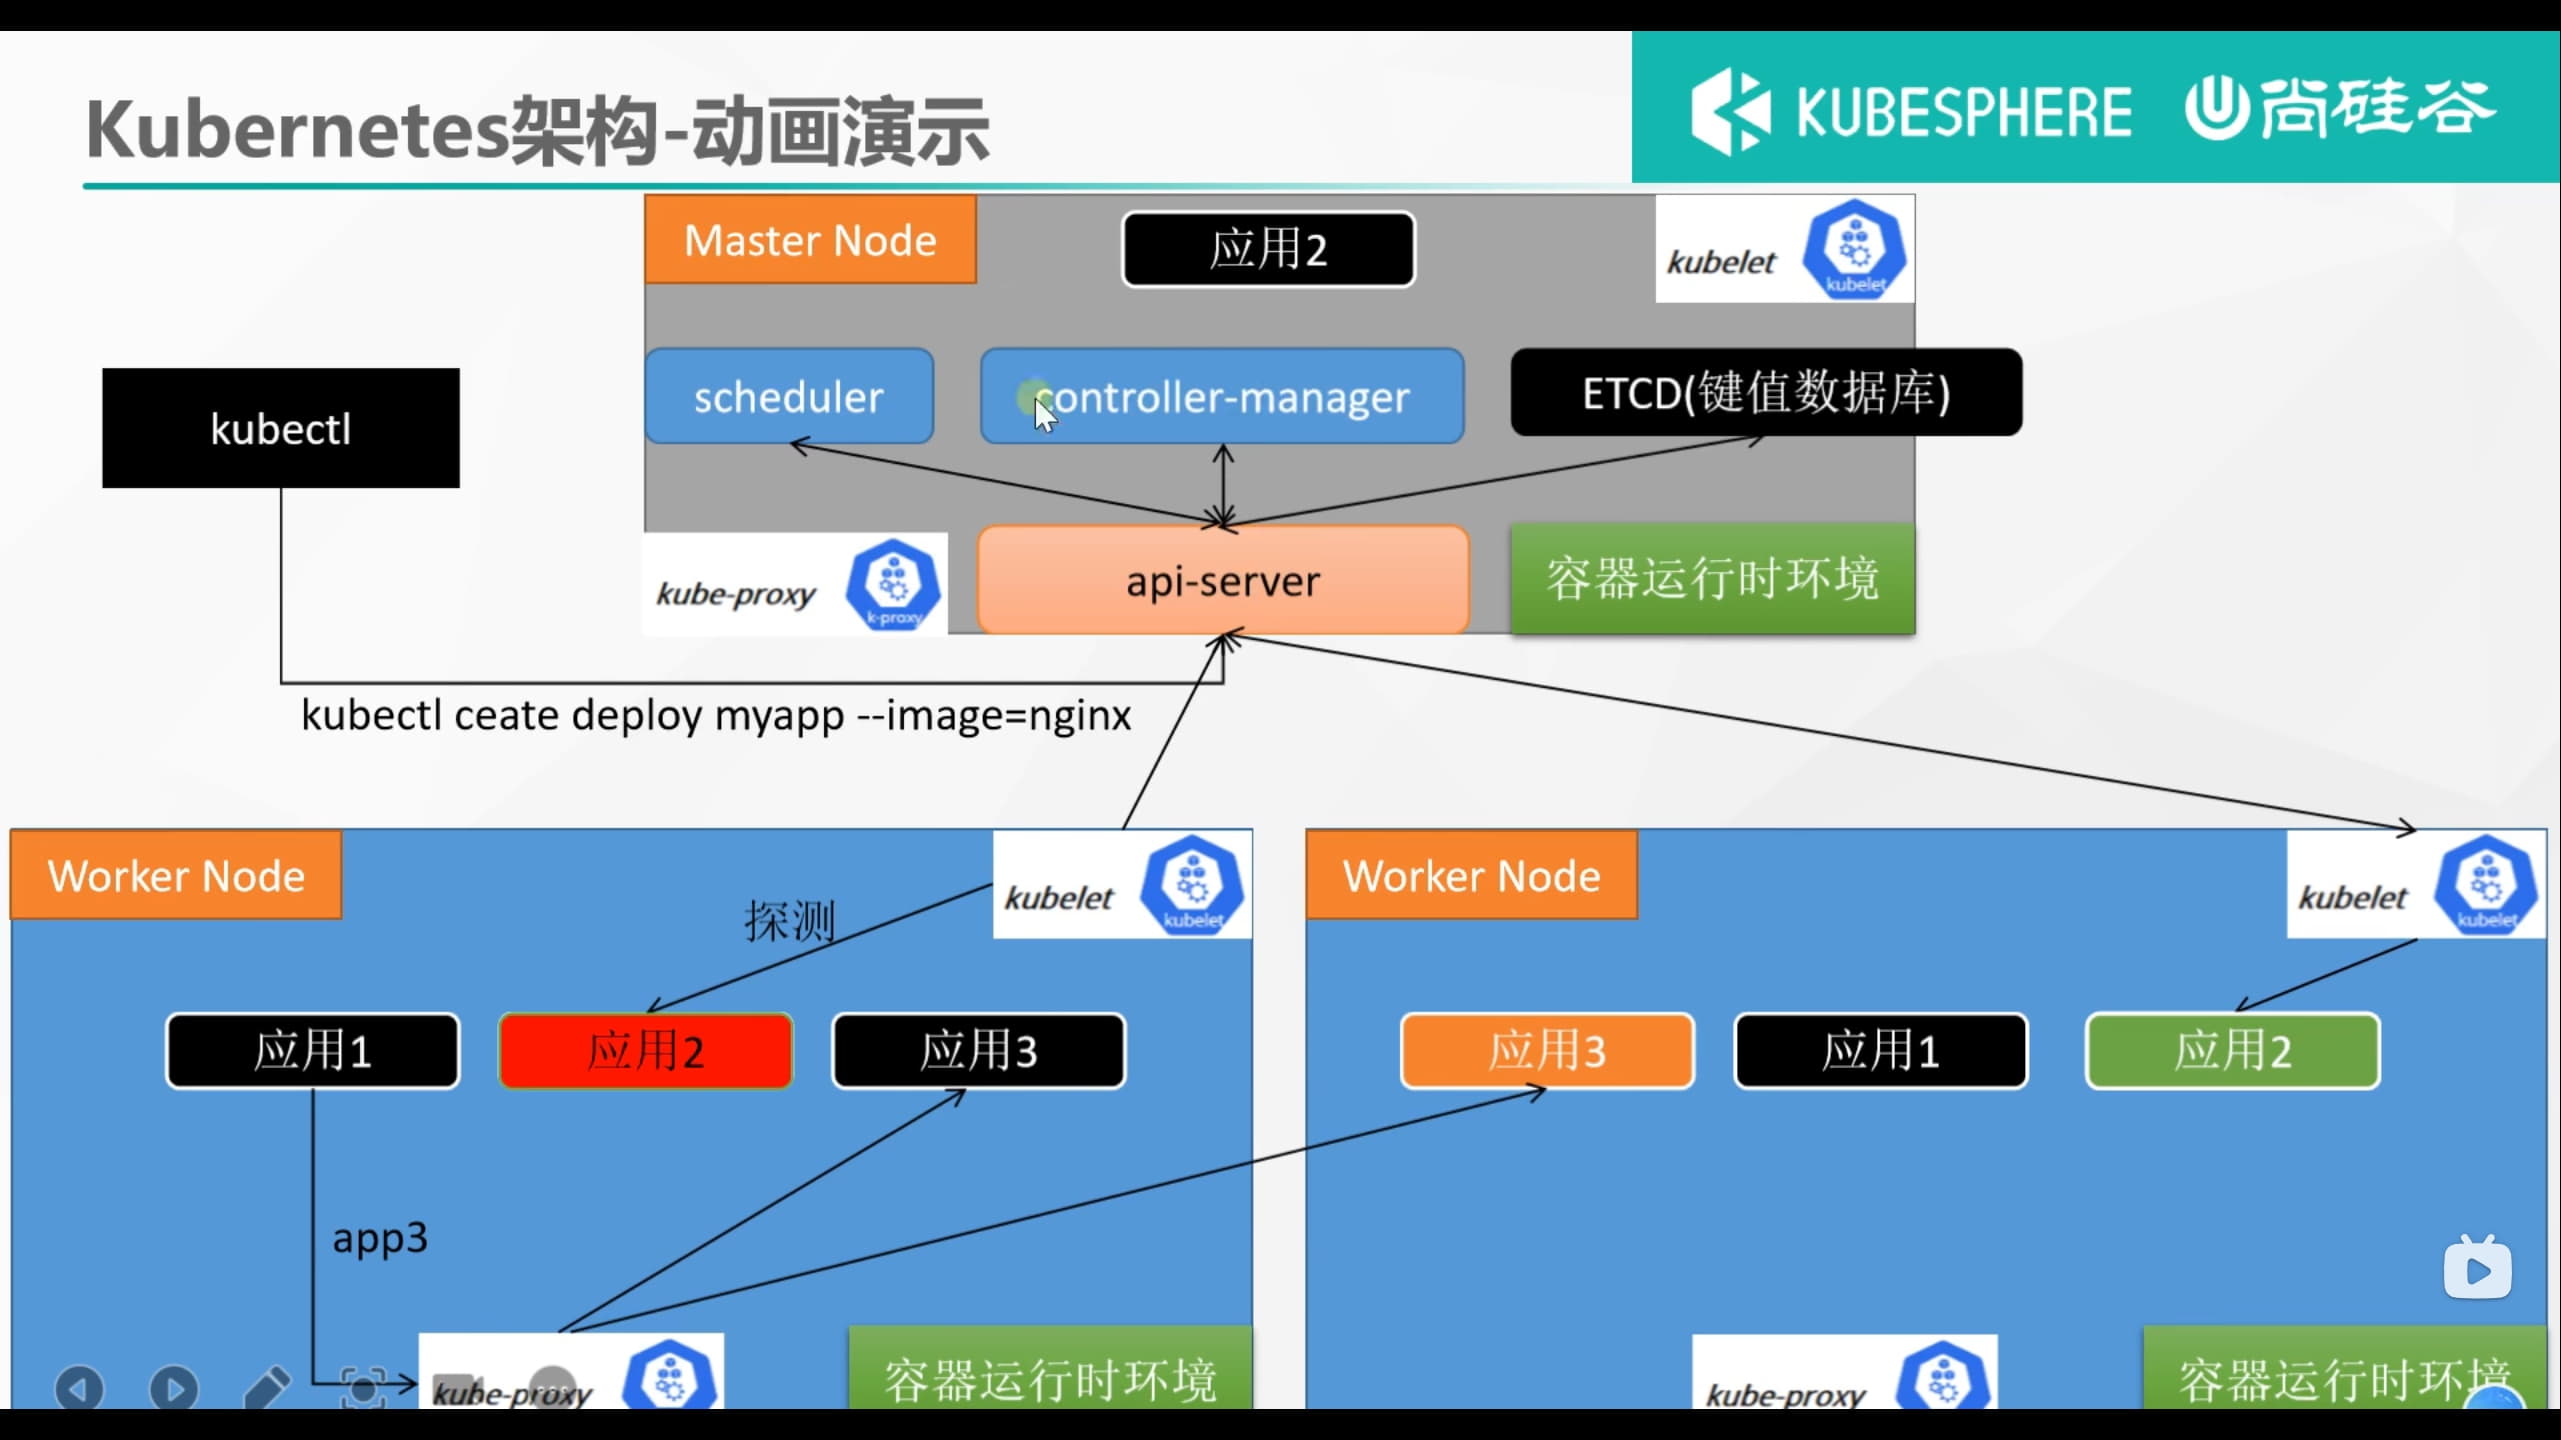 Kubernetes架构-动画演示
KUBESPHERE
尚硅谷
Master Node
应用2
kubelet
kubelet
kubectl
scheduler
controller-manager
ETCD(键值数据库)
kube-proxy
k-proxy
api-server
容器运行时环境
kubectl ceate deploy myapp --image=nginx
Worker Node
探测
kubelet
kubelet
应用1
应用2
应用3
app3
kube-proxy
容器运行时环境
Worker Node
kubelet
kubelet
应用3
应用1
应用2
kube-proxy
容器运行时环境